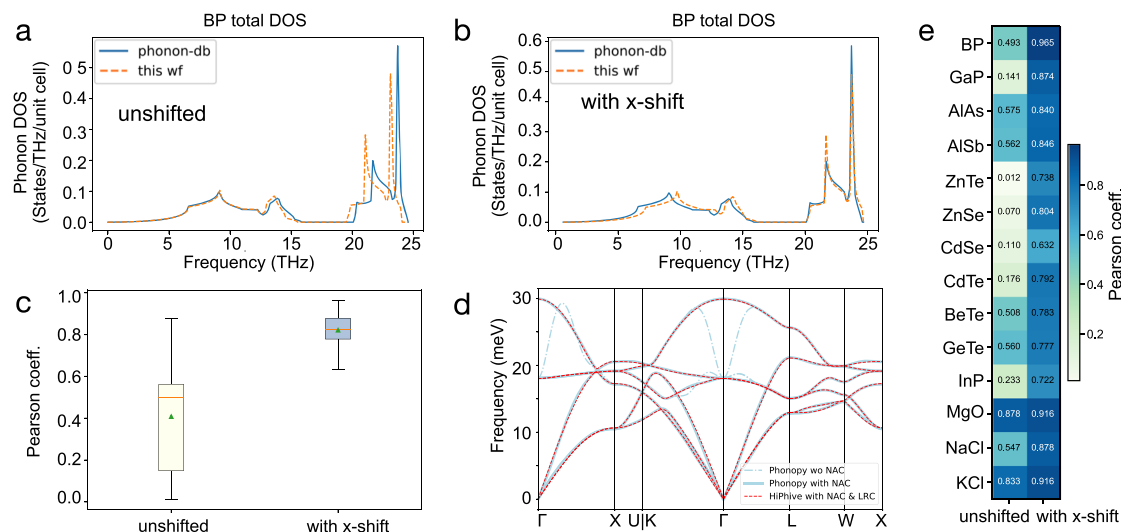 a
BP total DOS
phonon-db
this wf
unshifted
Phonon DOS
(States/THz/unit cell)
0 5
0.4
0.3
0.2
0.1
0.0
0
5
10
15
20
25
Frequency (THz)
b
BP total DOS
phonon-db
this wf
with x-shift
Phonon DOS
(States/THz/unit cell)
0.6
0.5
0.4
0.3
0.2
0.1
0.0
0
5
10
15
20
25
Frequency (THz)
c
Pearson coeff.
1.0
0.8
0.6
0.4
0.2
0.0
unshifted
with x-shift
d
Frequency (meV)
30
20
10
0
Phonopy wo NAC
Phonopy with NAC
HiPhive with NAC & LRC
Γ X U|K Γ L W X
e
BP 0.493 0.965
GaP 0.141 0.874
AlAs 0.575 0.840
AlSb 0.562 0.846
ZnTe 0.012 0.738
ZnSe 0.070 0.804
CdSe 0.110 0.632
CdTe 0.176 0.792
BeTe 0.508 0.783
GeTe 0.560 0.777
InP 0.233 0.722
MgO 0.878 0.916
NaCl 0.547 0.878
KCl 0.833 0.916
unshifted with x-shift
0.8
0.6
0.4
0.2
Pearson coeff.